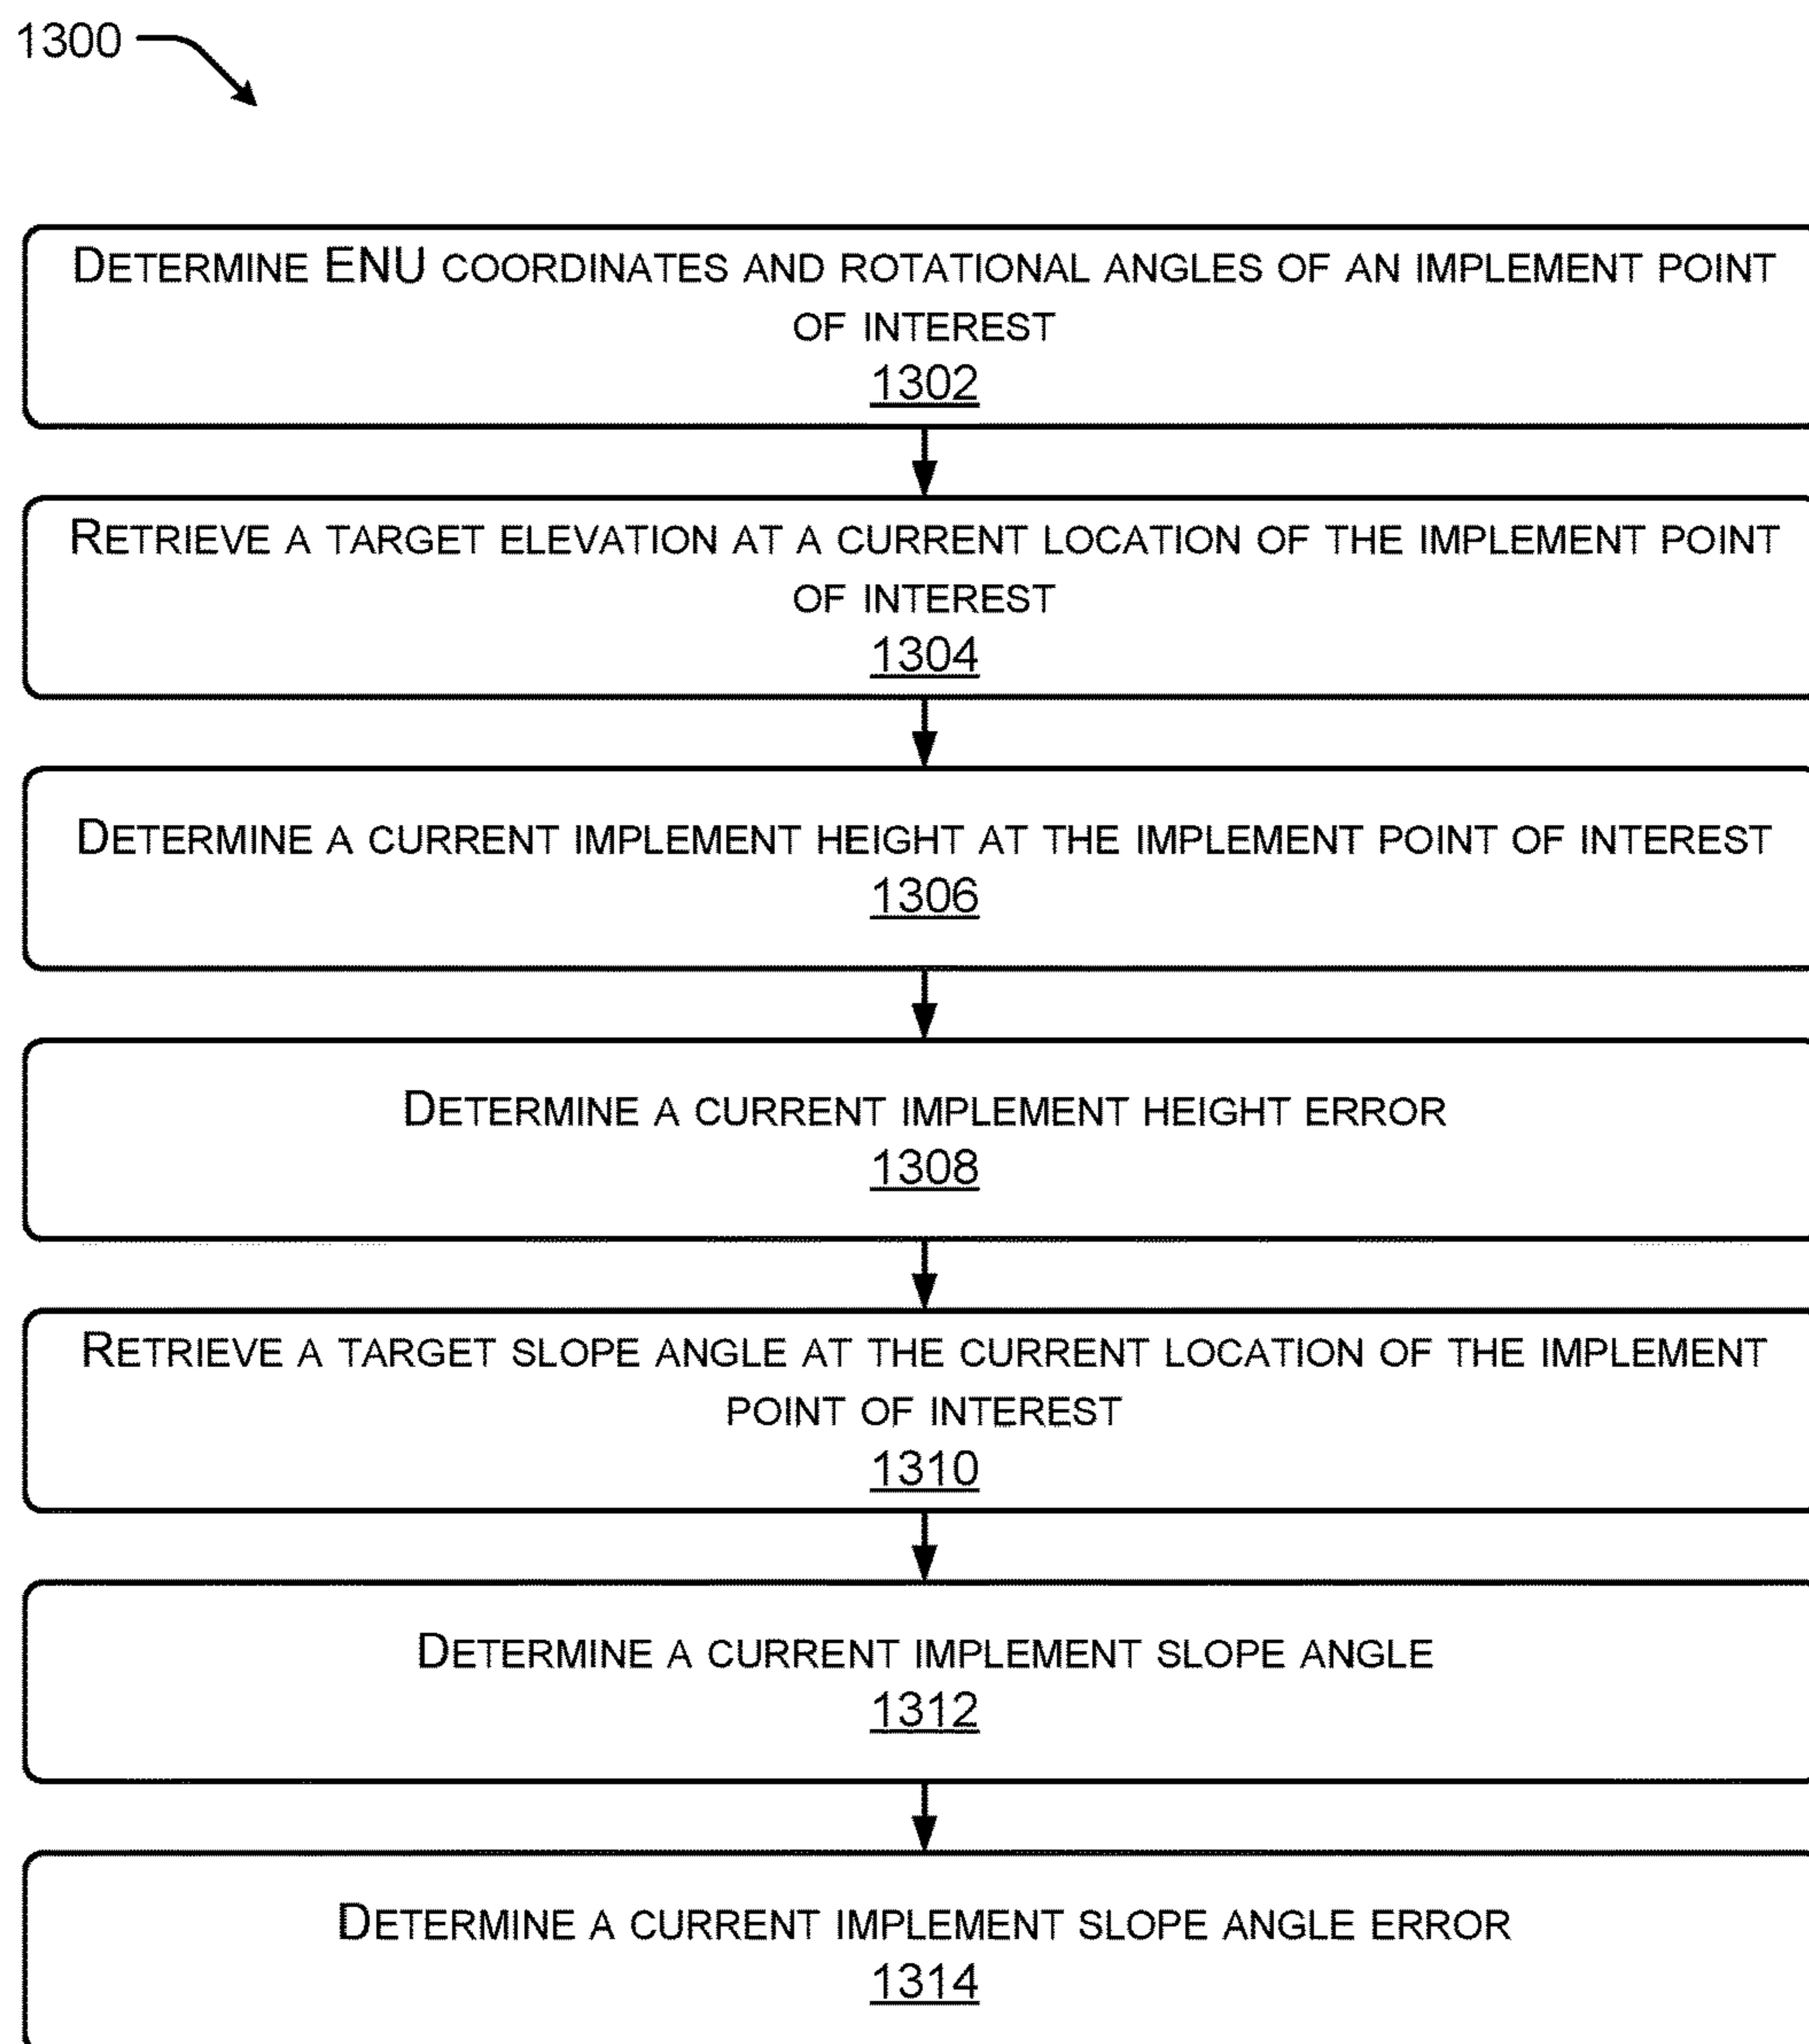 1300
DETERMINE ENU COORDINATES AND ROTATIONAL ANGLES OF AN IMPLEMENT POINT
OF INTEREST
1302
RETRIEVE A TARGET ELEVATION AT A CURRENT LOCATION OF THE IMPLEMENT POINT
OF INTEREST
1304
DETERMINE A CURRENT IMPLEMENT HEIGHT AT THE IMPLEMENT POINT OF INTEREST
1306
DETERMINE A CURRENT IMPLEMENT HEIGHT ERROR
1308
RETRIEVE A TARGET SLOPE ANGLE AT THE CURRENT LOCATION OF THE IMPLEMENT
POINT OF INTEREST
1310
DETERMINE A CURRENT IMPLEMENT SLOPE ANGLE
1312
DETERMINE A CURRENT IMPLEMENT SLOPE ANGLE ERROR
1314